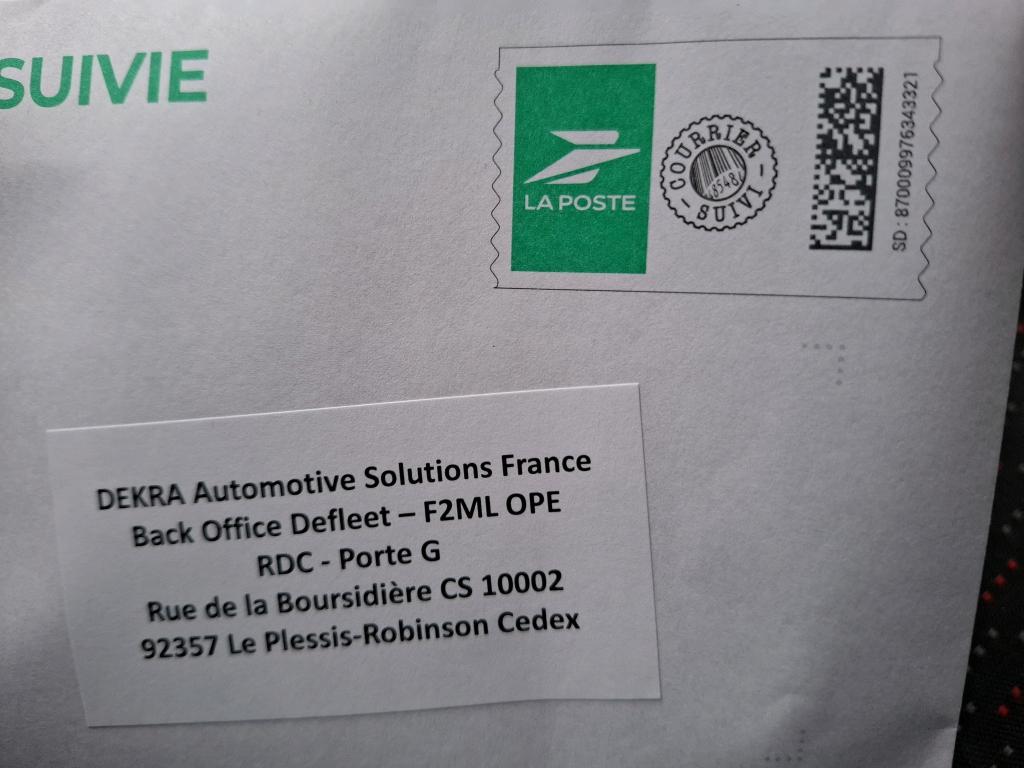 SUIVIE
LA POSTE
COURRIER
SUIVI
SD : 870009976343321
DEKRA Automotive Solutions France
Back Office Defleet – F2ML OPE
RDC - Porte G
Rue de la Boursidière CS 10002
92357 Le Plessis-Robinson Cedex